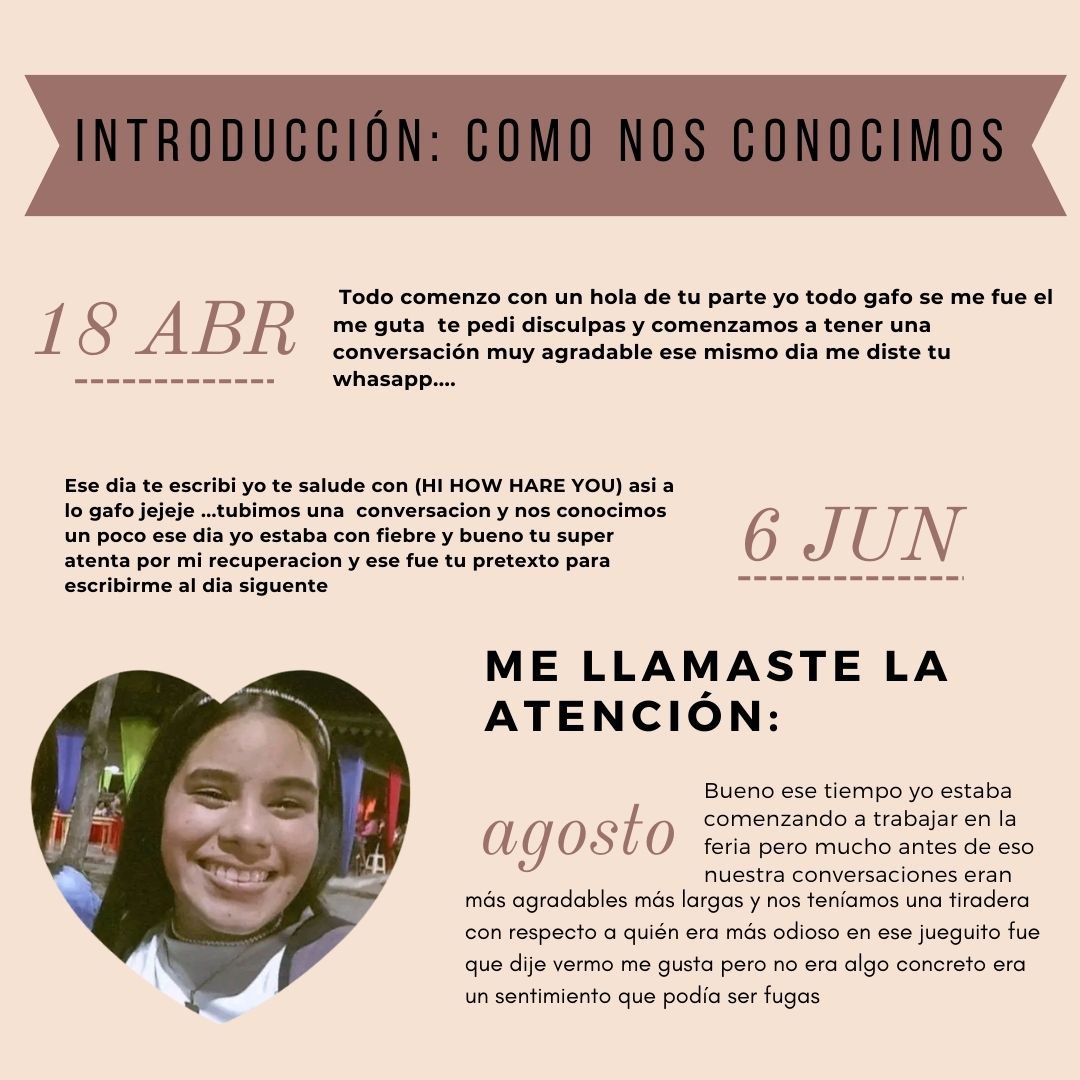 INTRODUCCIÓN: COMO NOS CONOCIMOS
18 ABR
Todo comenzo con un hola de tu parte yo todo gafo se me fue el
me guta te pedi disculpas y comenzamos a tener una
conversación muy agradable ese mismo dia me diste tu
whasapp....
Ese dia te escribi yo te salude con (HI HOW HARE YOU) asi a
lo gafo jejeje ...tubimos una conversacion y nos conocimos
un poco ese dia yo estaba con fiebre y bueno tu super
atenta por mi recuperacion y ese fue tu pretexto para
escribirme al dia siguente
6 JUN
ME LLAMASTE LA
ATENCIÓN:
agosto
Bueno ese tiempo yo estaba
comenzando a trabajar en la
feria pero mucho antes de eso
nuestra conversaciones eran
más agradables más largas y nos teníamos una tiradera
con respecto a quién era más odioso en ese jueguito fue
que dije vermo me gusta pero no era algo concreto era
un sentimiento que podía ser fugas